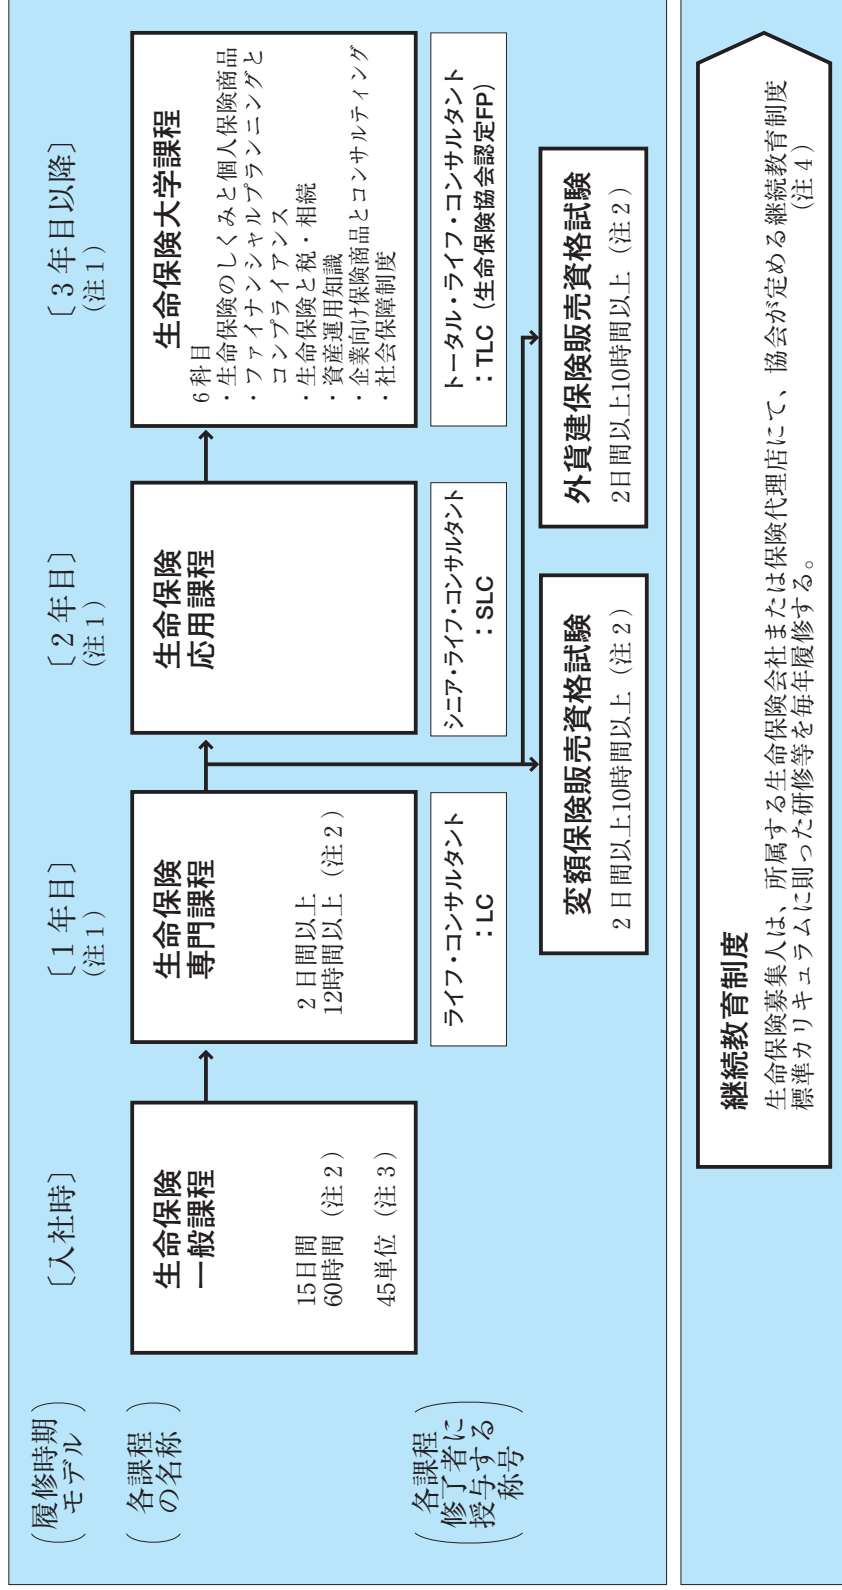 (履修時期
モデル)
〔入社時〕
〔1年目〕
(注1)
〔2年目〕
(注1)
〔3年目以降〕
(注1)
(各課程
の名称)
生命保険
一般課程
15日間
60時間(注2)
45単位(注3)
生命保険
専門課程
2日間以上
12時間以上(注2)
生命保険
応用課程
生命保険大学課程
6科目
・生命保険のしくみと個人保険商品
・ファイナンシャルプランニングと
コンプライアンス
・生命保険と税・相続
・資産運用知識
・企業向け保険商品とコンサルティング
・社会保障制度
(各課程
修了者に
授与する
称号)
ライフ・コンサルタント
:LC
シニア・ライフ・コンサルタント
:SLC
トータル・ライフ・コンサルタント
:TLC(生命保険協会認定FP)
変額保険販売資格試験
2日間以上10時間以上(注2)
外貨建保険販売資格試験
2日間以上10時間以上(注2)
継続教育制度
生命保険募集人は、所属する生命保険会社または保険代理店にて、協会が定める継続教育制度
標準カリキュラムに則った研修等を毎年履修する。
(注4)